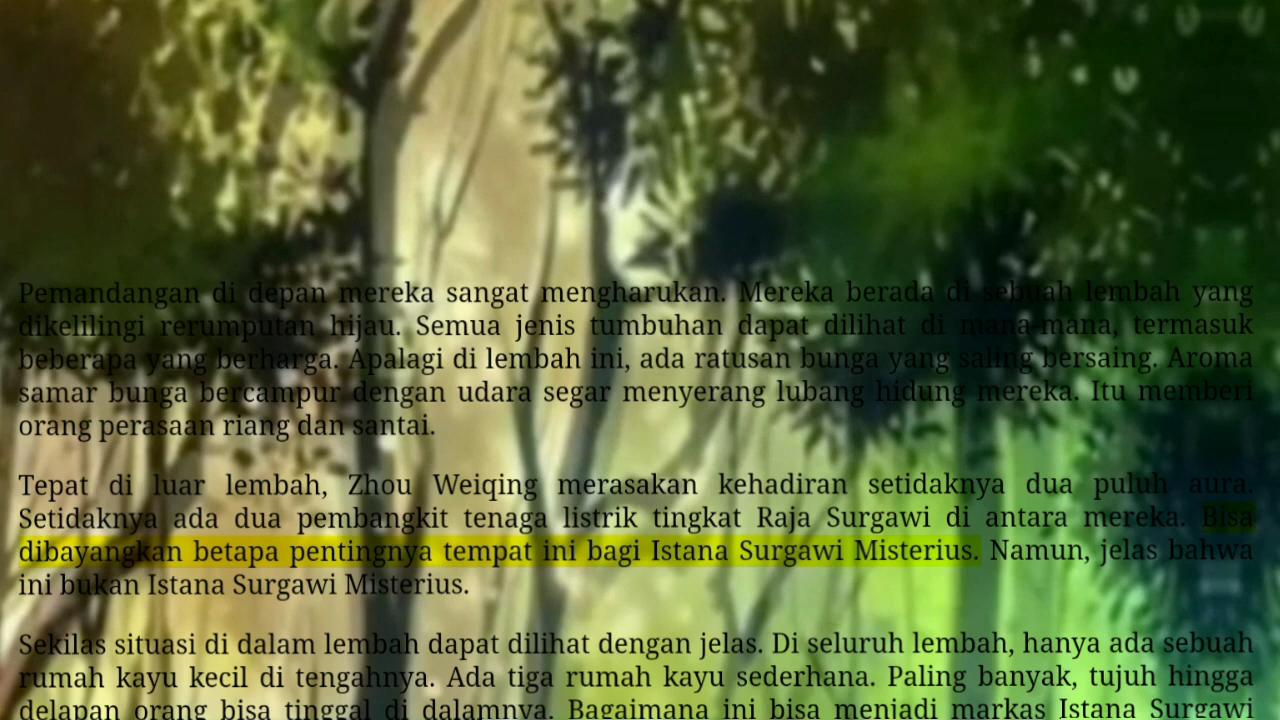 Pemandangan di depan mereka sangat mengharukan. Mereka berada di sebuah lembah yang
dikelilingi rerumputan hijau. Semua jenis tumbuhan dapat dilihat di mana-mana, termasuk
beberapa yang berharga. Apalagi di lembah ini, ada ratusan bunga yang saling bersaing. Aroma
samar bunga bercampur dengan udara segar menyerang lubang hidung mereka. Itu memberi
orang perasaan riang dan santai.
Tepat di luar lembah, Zhou Weiqing merasakan kehadiran setidaknya dua puluh aura.
Setidaknya ada dua pembangkit tenaga listrik tingkat Raja Surgawi di antara mereka. Bisa
dibayangkan betapa pentingnya tempat ini bagi Istana Surgawi Misterius. Namun, jelas bahwa
ini bukan Istana Surgawi Misterius.
Sekilas situasi di dalam lembah dapat dilihat dengan jelas. Di seluruh lembah, hanya ada sebuah
rumah kayu kecil di tengahnya. Ada tiga rumah kayu sederhana. Paling banyak, tujuh hingga
delapan orang bisa tinggal di dalamnya. Bagaimana ini bisa menjadi markas Istana Surgawi